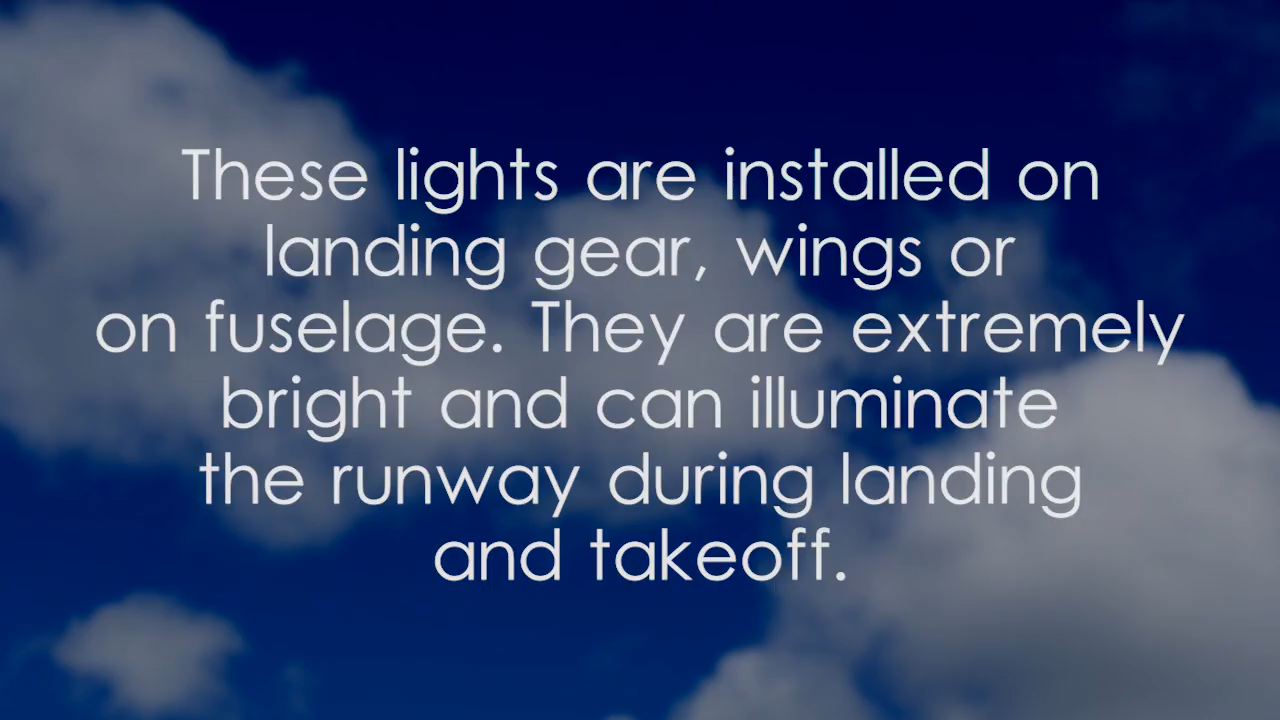 These lights are installed on
landing gear, wings or
on fuselage. They are extremely
bright and can illuminate
the runway during landing
and takeoff.